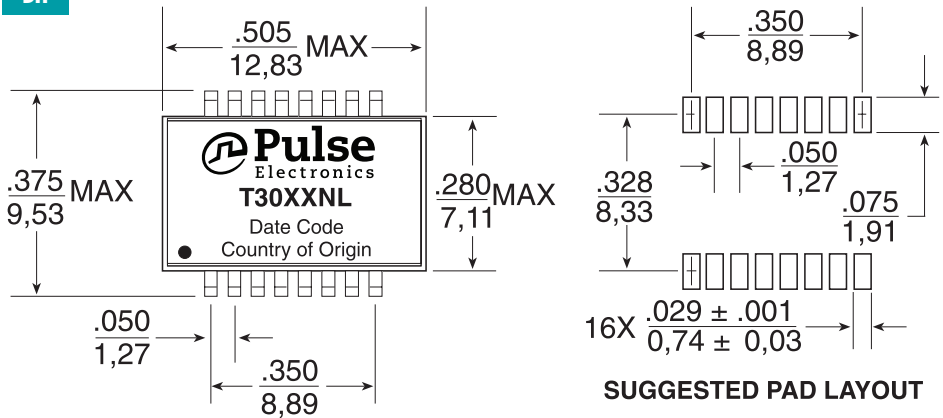 .505
12,83
MAX
.375
9,53
MAX
Pulse
Electronics
T30XXNL
Date Code
Country of Origin
.280
7,11
MAX
.050
1,27
.350
8,89
.350
8,89
.050
1,27
.328
8,33
.075
1,91
16X
.029 ± .001
0,74 ± 0,03
SUGGESTED PAD LAYOUT